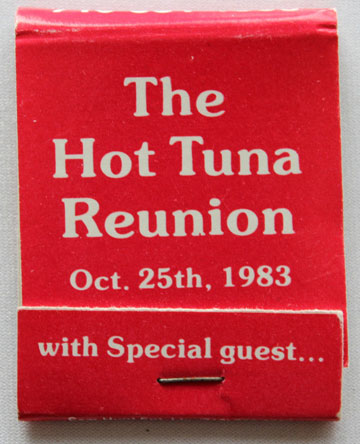 The
Hot Tuna
Reunion
Oct. 25th, 1983
with Special guest...